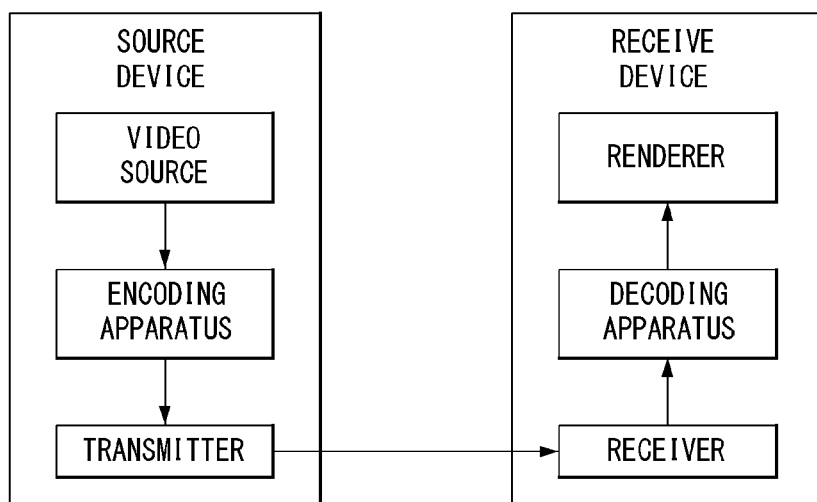 SOURCE
DEVICE
VIDEO
SOURCE
ENCODING
APPARATUS
TRANSMITTER
RECEIVE
DEVICE
RENDERER
DECODING
APPARATUS
RECEIVER